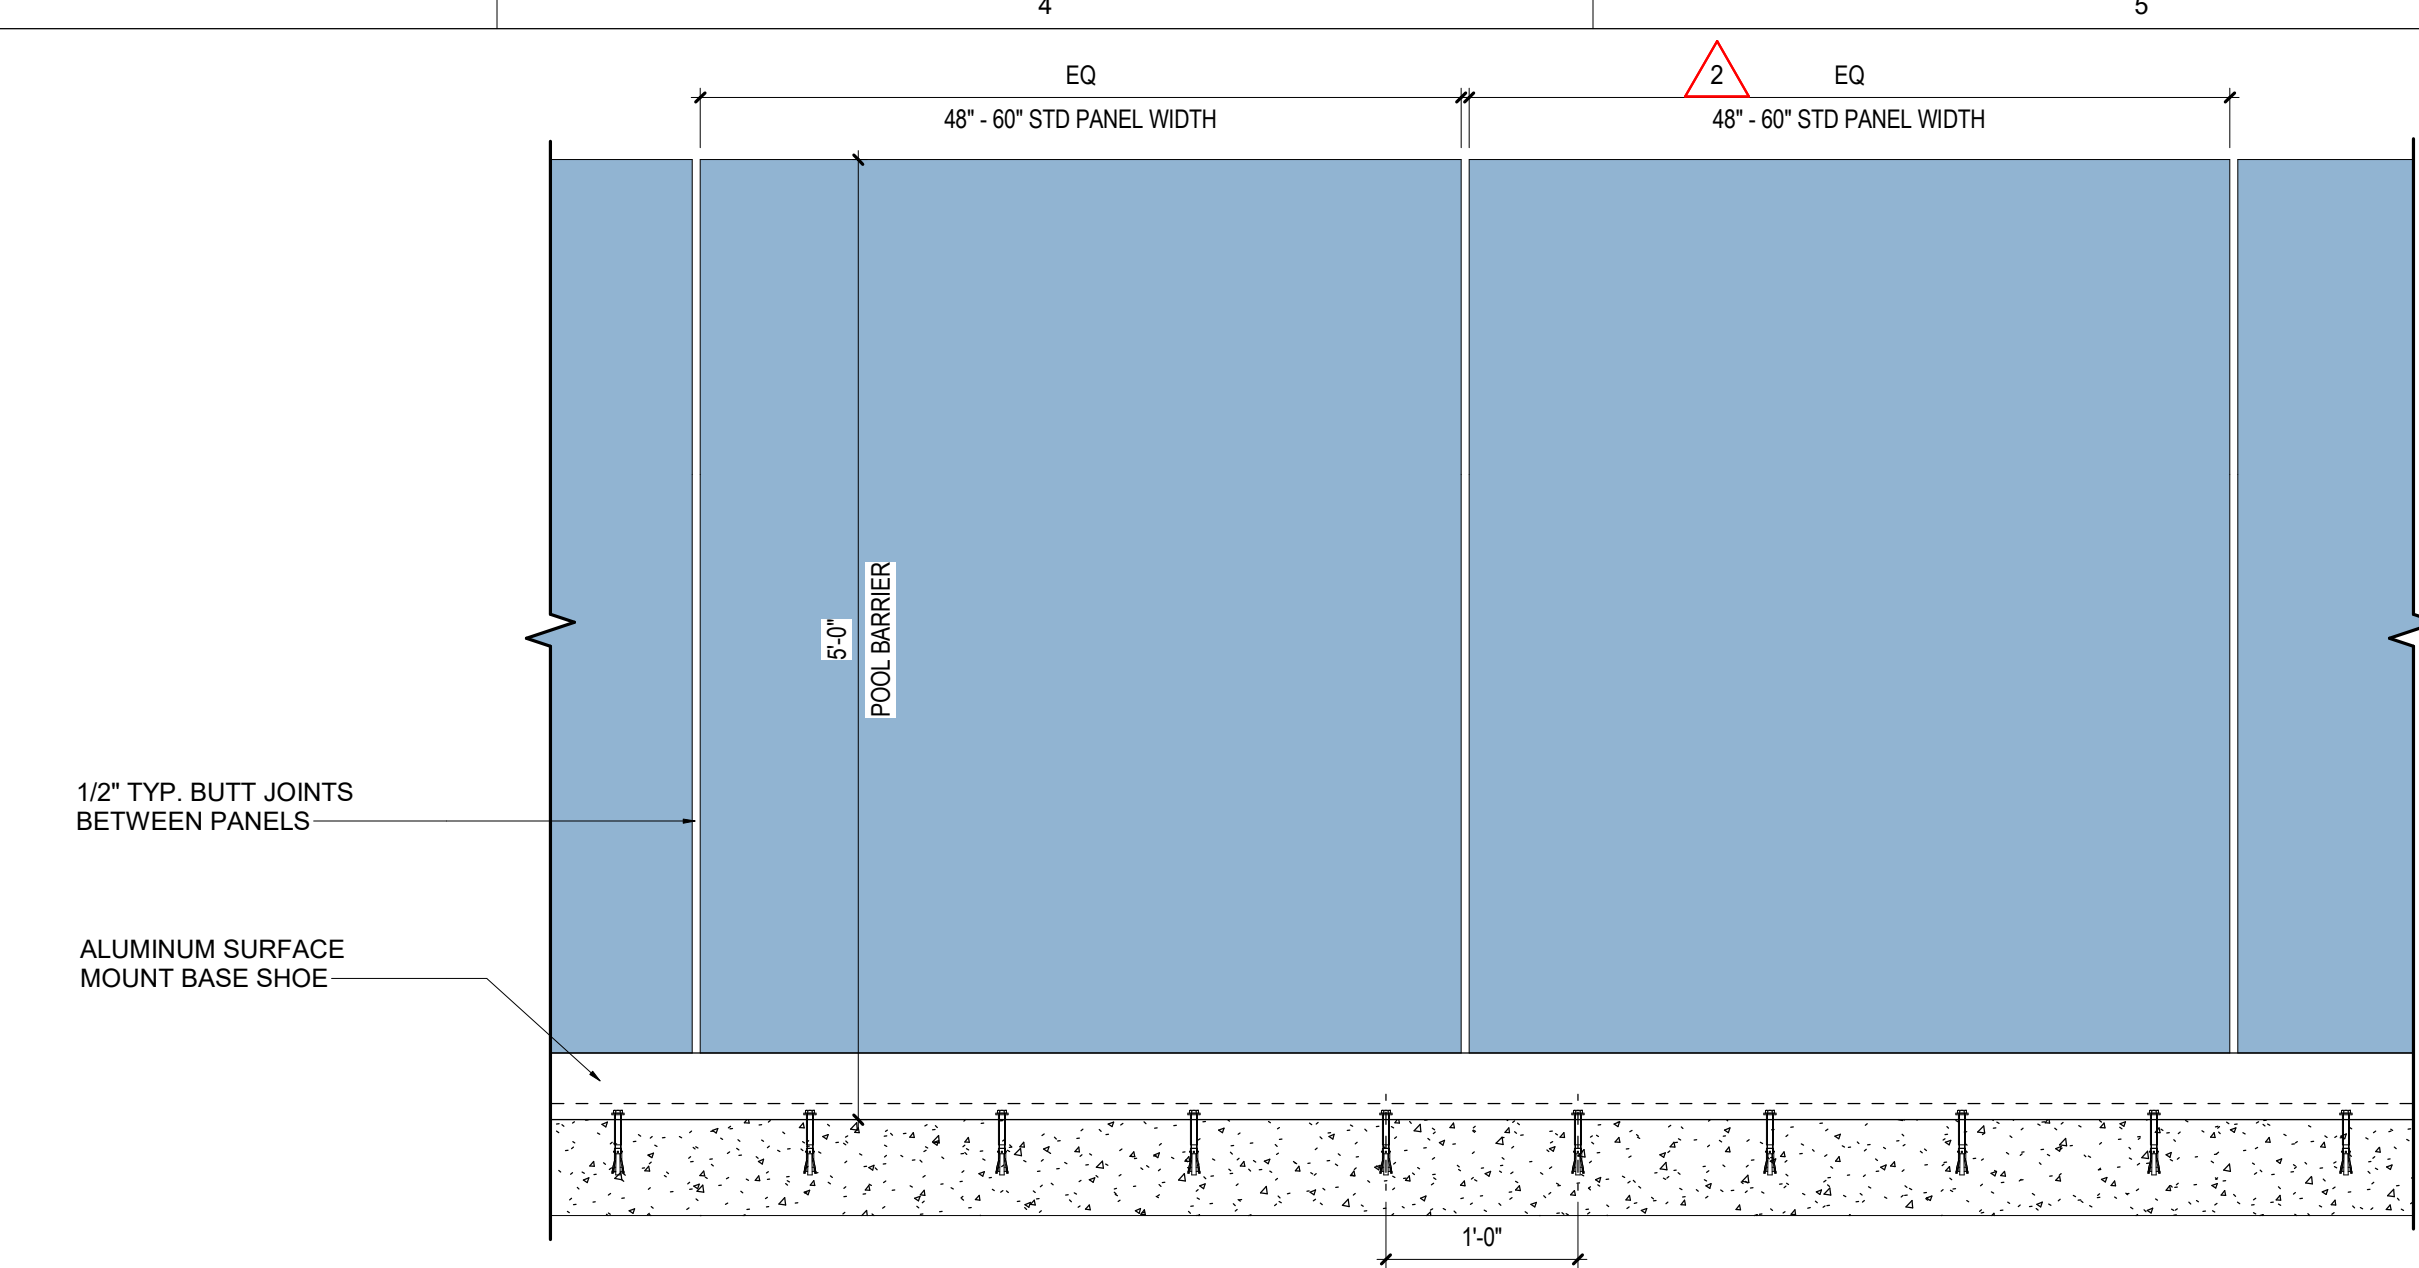 4
5
EQ
2
EQ
48" - 60" STD PANEL WIDTH
48" - 60" STD PANEL WIDTH
5'-0"
POOL BARRIER
1/2" TYP. BUTT JOINTS
BETWEEN PANELS
ALUMINUM SURFACE
MOUNT BASE SHOE
1'-0"